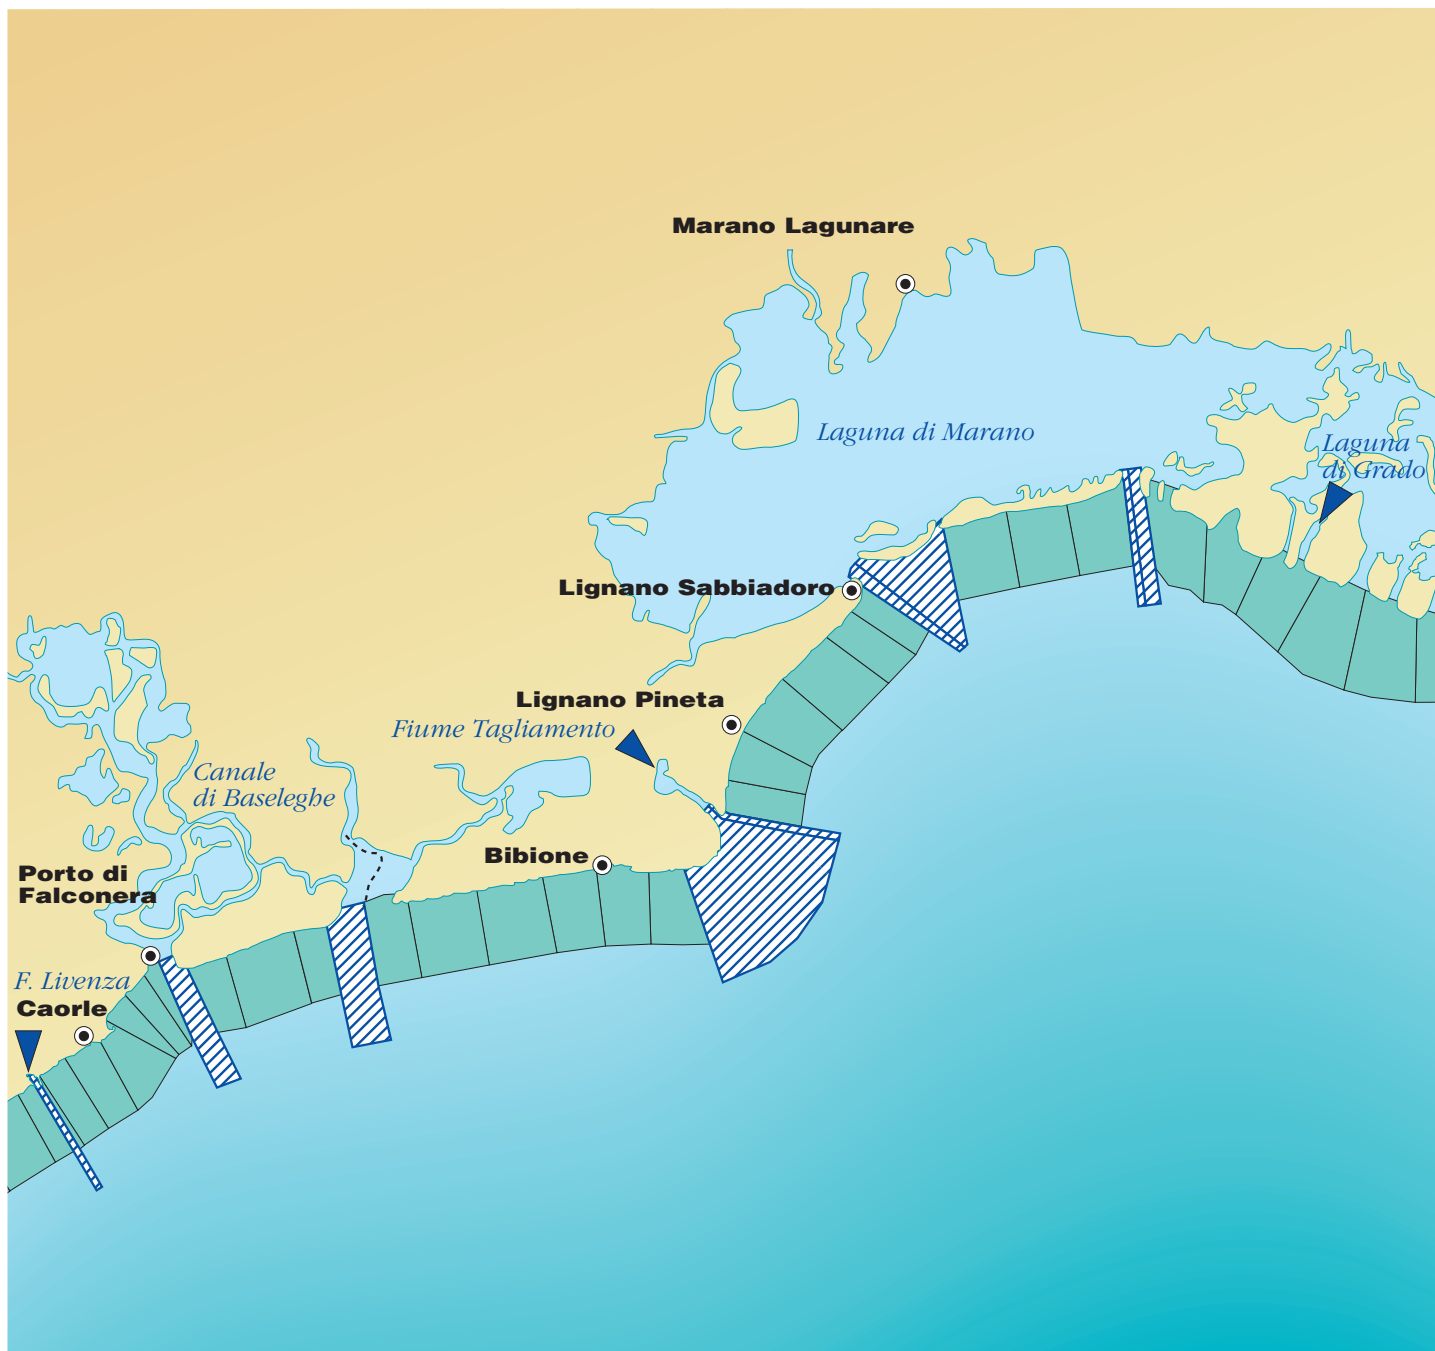 Marano Lagunare
Laguna di Marano
Laguna
di Grado
Lignano Sabbiadoro
Lignano Pineta
Fiume Tagliamento
Canale
di Baseleghe
Bibione
Porto di
Falconera
F. Livenza
Caorle